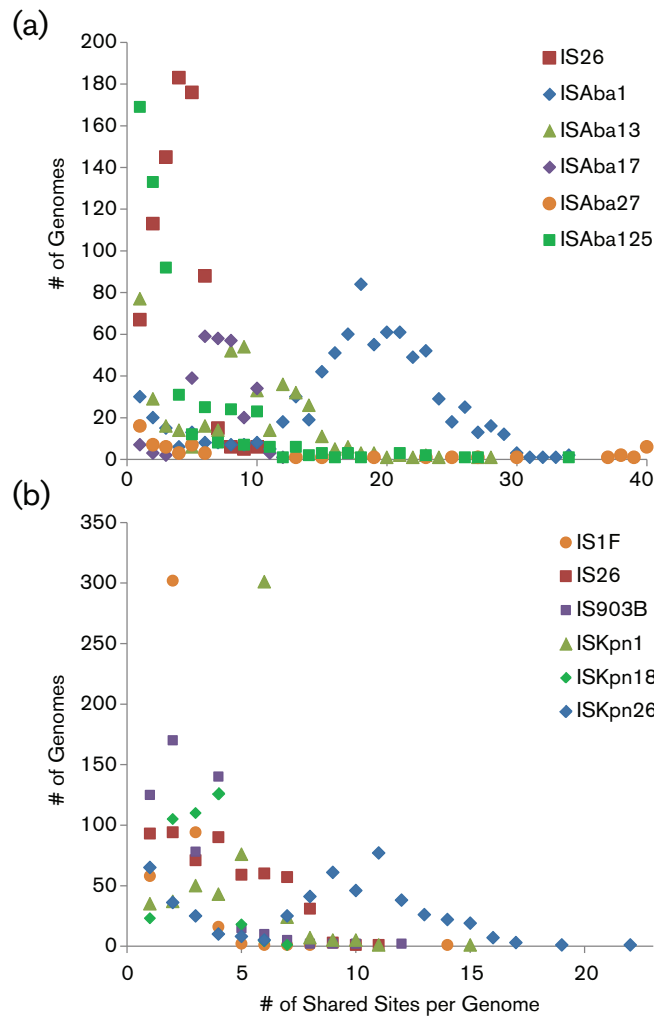 (a)
200
180
160
140
120
100
80
60
40
20
0
# of Genomes
IS26
ISAba1
ISAba13
ISAba17
ISAba27
ISAba125
0 10 20 30 40
(b)
350
300
250
200
150
100
50
0
# of Genomes
IS1F
IS26
IS903B
ISKpn1
ISKpn18
ISKpn26
0 5 10 15 20
# of Shared Sites per Genome